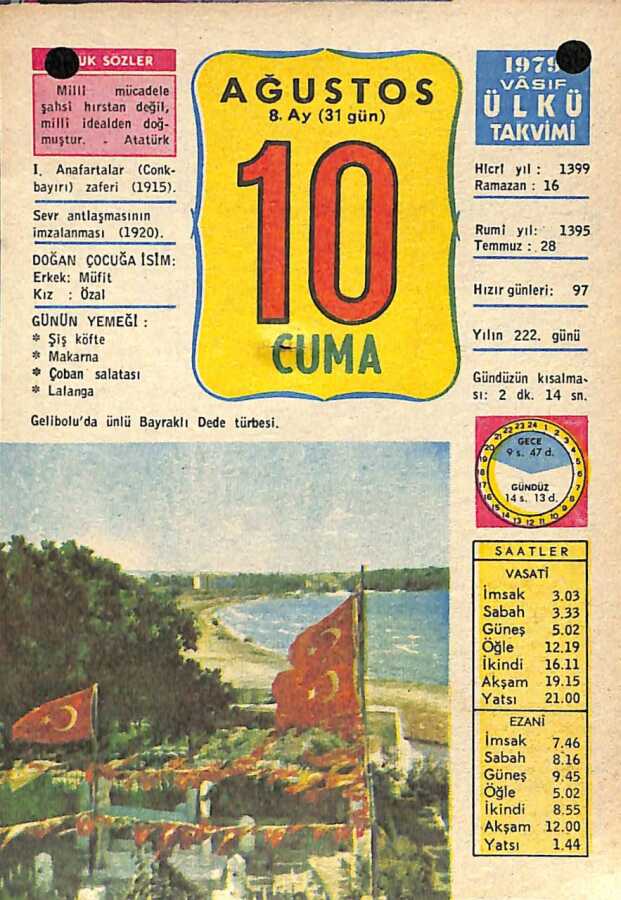 ÜK SÖZLER
Milli mücadele
şahsi hırstan değil,
milli idealden doğ-
muştur. - Atatürk
I. Anafartalar (Conk-
bayırı) zaferi (1915).
Sevr antlaşmasının
imzalanması (1920).
DOĞAN ÇOCUĞA İSİM:
Erkek: Müfit
Kız : Özal
GÜNÜN YEMEĞİ :
* Şiş köfte
* Makarna
* Çoban salatası
* Lalanga
AĞUSTOS
8. Ay (31 gün)
10
CUMA
1979
VÂSIF
ÜLKÜ
TAKVİMİ
Hicri yıl : 1399
Ramazan : 16
Rumi yıl: 1395
Temmuz : 28
Hızır günleri: 97
Yılın 222. günü
Gündüzün kısalma-
sı: 2 dk. 14 sn.
Gelibolu'da ünlü Bayraklı Dede türbesi.
GECE
9 s. 47 d.
GÜNDÜZ
14 s. 13 d.
SAATLER
VASATİ
İmsak 3.03
Sabah 3.33
Güneş 5.02
Öğle 12.19
İkindi 16.11
Akşam 19.15
Yatsı 21.00
EZANİ
İmsak 7.46
Sabah 8.16
Güneş 9.45
Öğle 5.02
İkindi 8.55
Akşam 12.00
Yatsı 1.44